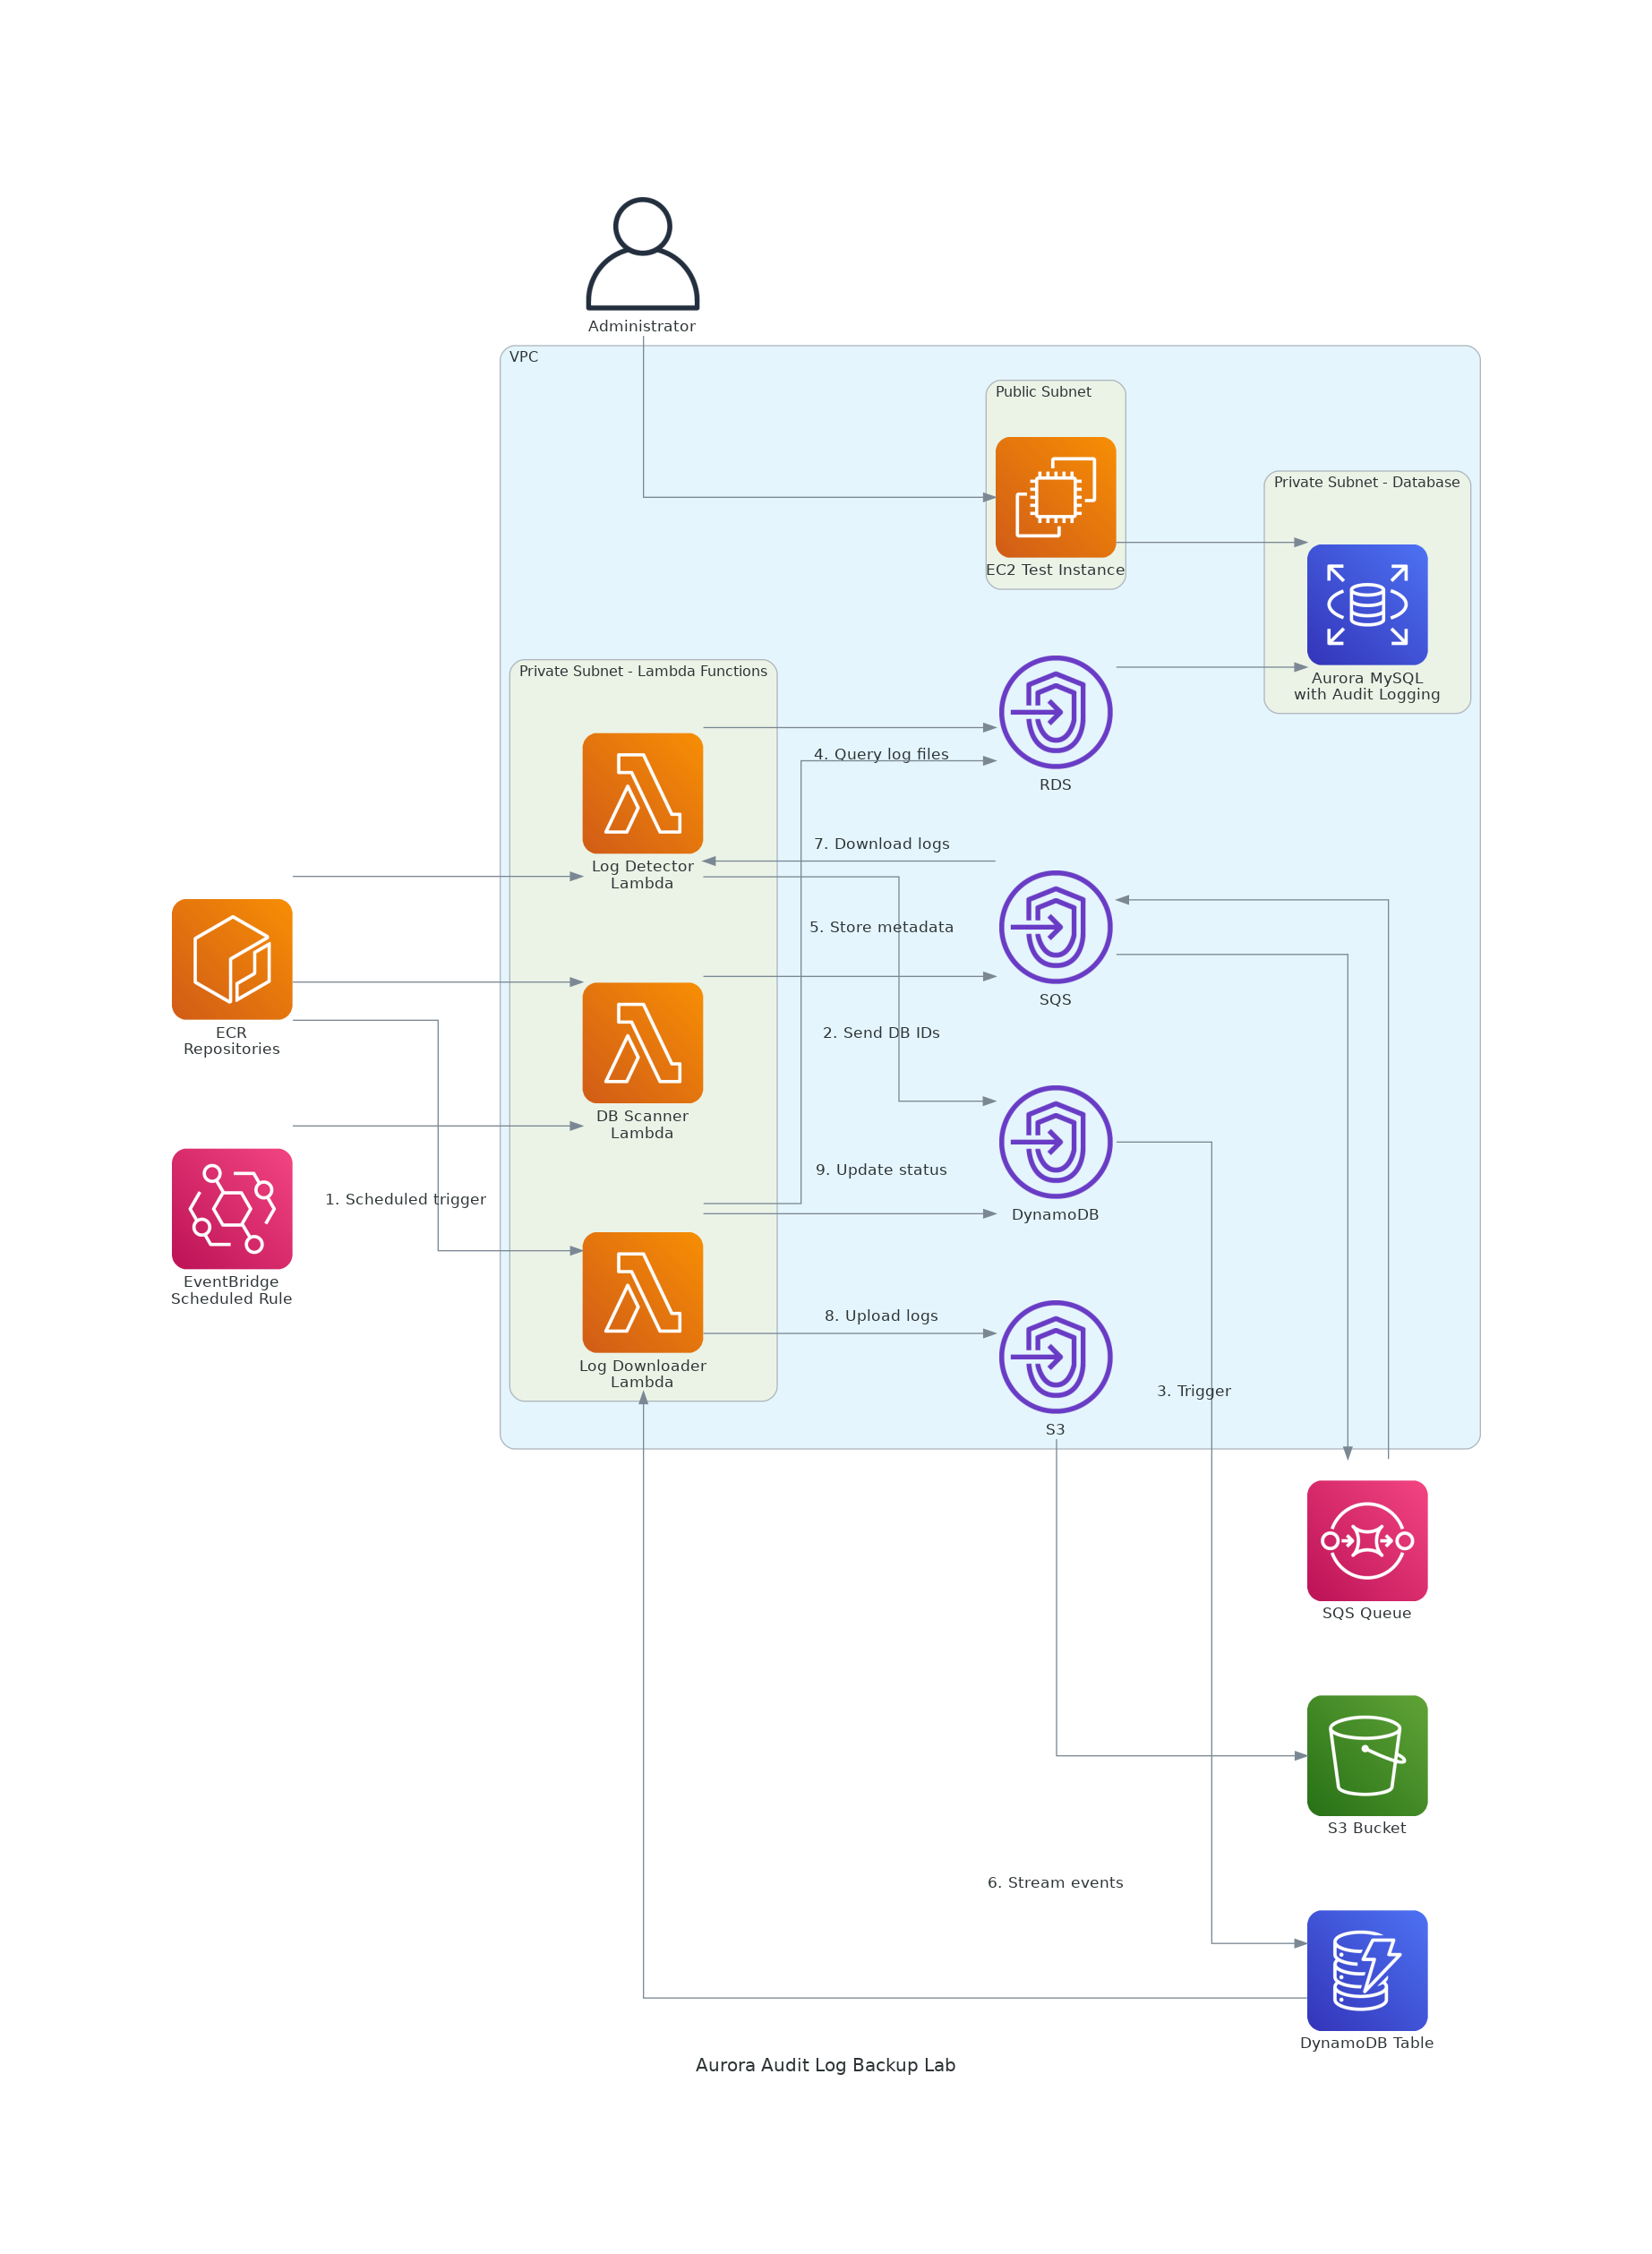 Administrator
VPC
Public Subnet
EC2 Test Instance
Private Subnet - Database
Aurora MySQL
with Audit Logging
Private Subnet - Lambda Functions
RDS
4. Query log files
Log Detector
Lambda
7. Download logs
5. Store metadata
SQS
ECR
Repositories
2. Send DB IDs
DB Scanner
Lambda
9. Update status
DynamoDB
1. Scheduled trigger
EventBridge
Scheduled Rule
8. Upload logs
Log Downloader
Lambda
3. Trigger
S3
SQS Queue
S3 Bucket
6. Stream events
DynamoDB Table
Aurora Audit Log Backup Lab